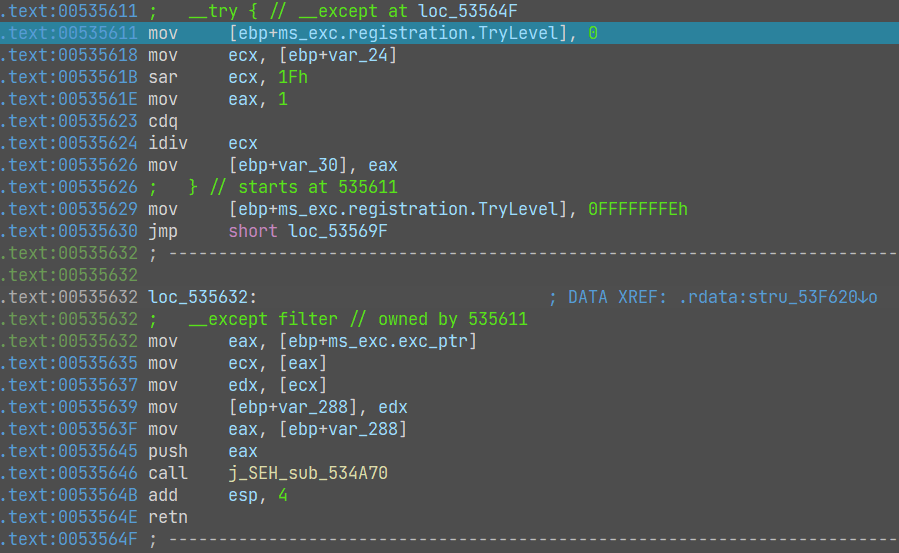 .text:00535611 ;   __try { // __except at loc_53564F
.text:00535611 mov     [ebp+ms_exc.registration.TryLevel], 0
.text:00535618 mov     ecx, [ebp+var_24]
.text:0053561B sar     ecx, 1Fh
.text:0053561E mov     eax, 1
.text:00535623 cdq
.text:00535624 idiv    ecx
.text:00535626 mov     [ebp+var_30], eax
.text:00535626 ;   } // starts at 535611
.text:00535629 mov     [ebp+ms_exc.registration.TryLevel], 0FFFFFFFEh
.text:00535630 jmp     short loc_53569F
.text:00535632 ; ---------------------------------------------------------------------------
.text:00535632
.text:00535632 loc_535632:                             ; DATA XREF: .rdata:stru_53F620↓o
.text:00535632 ;   __except filter // owned by 535611
.text:00535632 mov     eax, [ebp+ms_exc.exc_ptr]
.text:00535635 mov     ecx, [eax]
.text:00535637 mov     edx, [ecx]
.text:00535639 mov     [ebp+var_288], edx
.text:0053563F mov     eax, [ebp+var_288]
.text:00535645 push    eax
.text:00535646 call    j_SEH_sub_534A70
.text:0053564B add     esp, 4
.text:0053564E retn
.text:0053564F ; ---------------------------------------------------------------------------